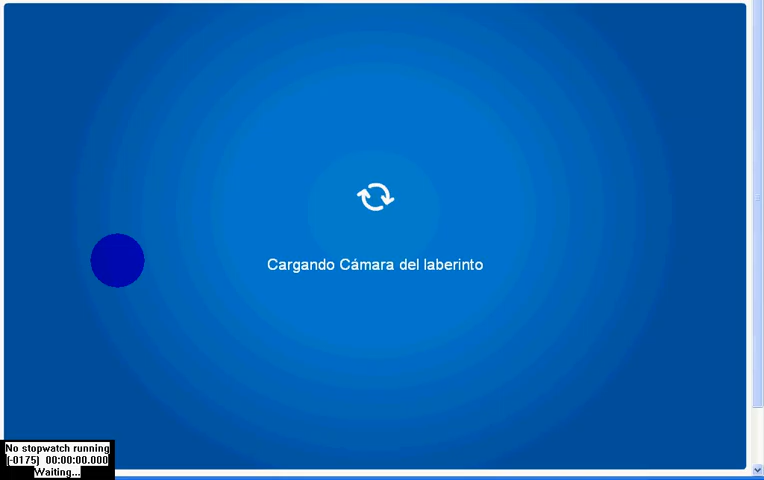 Cargando Cámara del laberinto
No stopwatch running
(-0175) 00:00:00.000
Waiting...